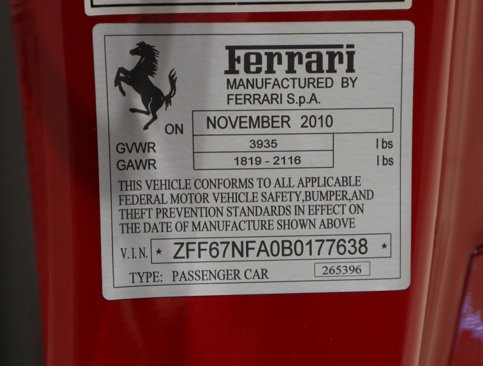 Ferrari
MANUFACTURED BY
FERRARI S.p.A.
ON NOVEMBER 2010
GVWR 3935 lbs
GAWR 1819 - 2116 lbs
THIS VEHICLE CONFORMS TO ALL APPLICABLE
FEDERAL MOTOR VEHICLE SAFETY,BUMPER,AND
THEFT PREVENTION STANDARDS IN EFFECT ON
THE DATE OF MANUFACTURE SHOWN ABOVE
V.I.N. * ZFF67NFA0B0177638 *
TYPE: PASSENGER CAR 265396